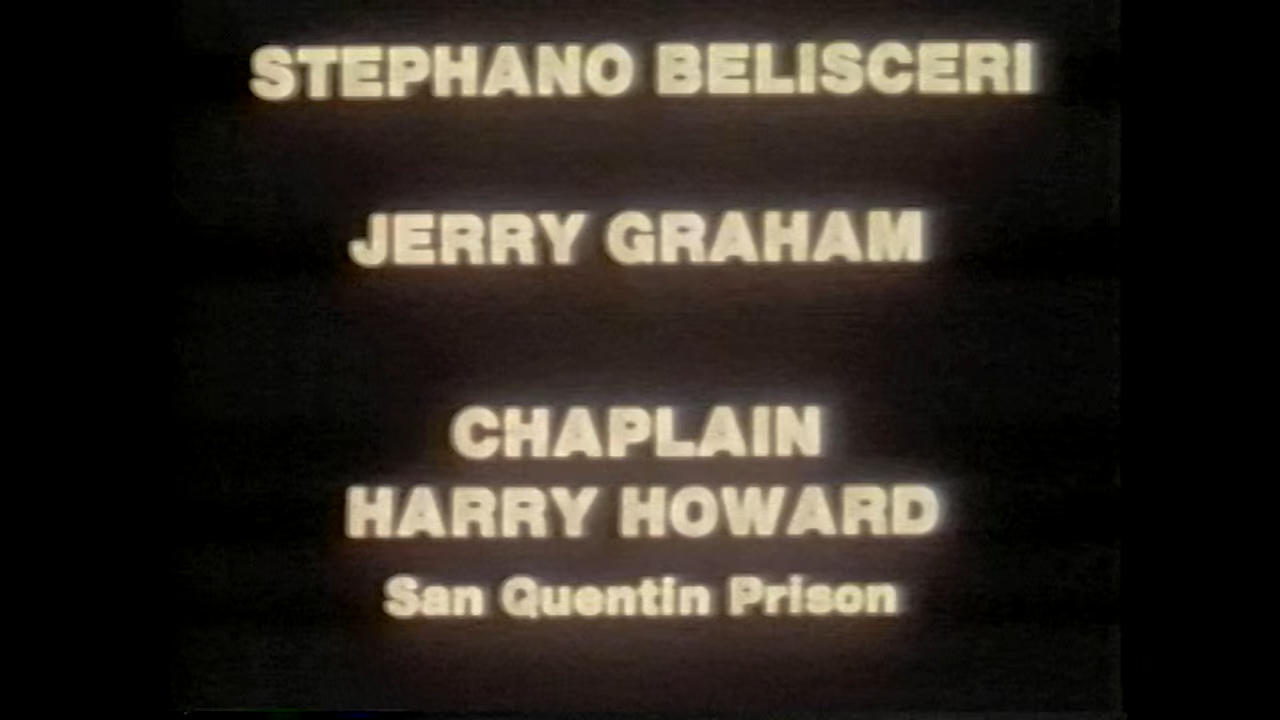 STEPHANO BELISCERI
JERRY GRAHAM
CHAPLAIN
HARRY HOWARD
San Quentin Prison